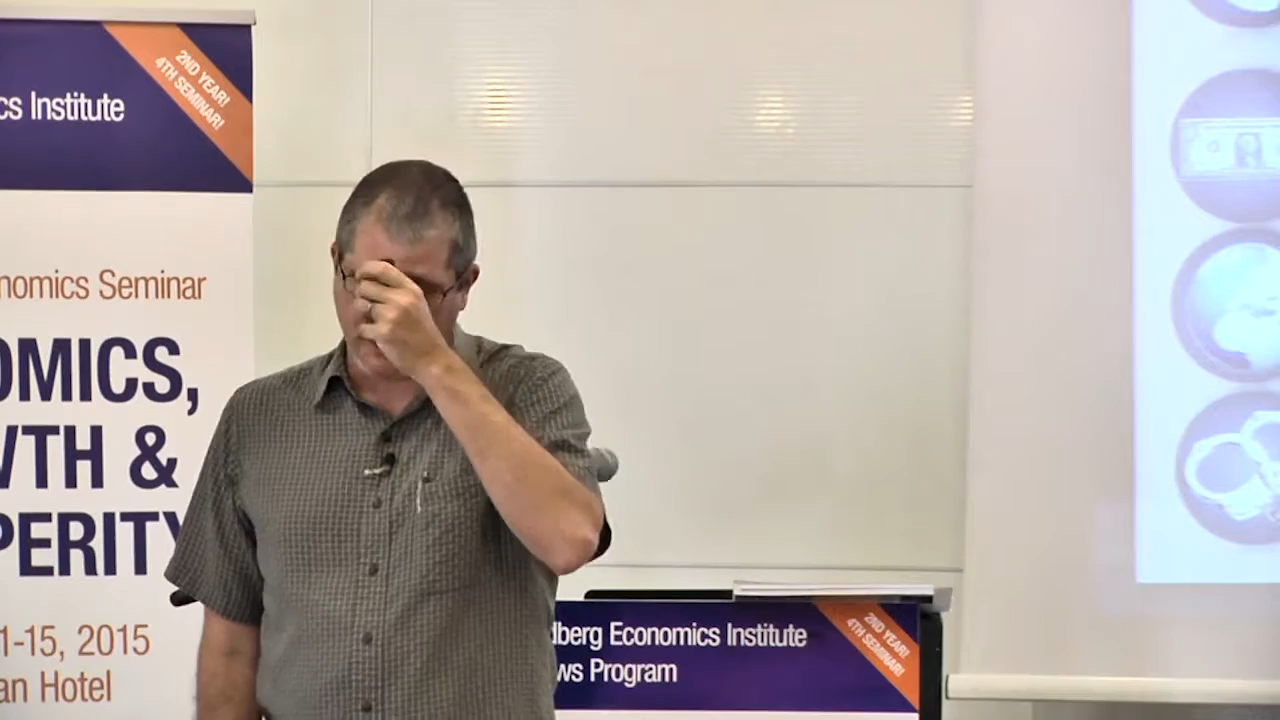 2ND YEAR!
4TH SEMINAR!
cs Institute
nomics Seminar
OMICS,
WTH &
PERITY
1-15, 2015
an Hotel
dberg Economics Institute
ws Program
2ND YEAR!
4TH SEMINAR!